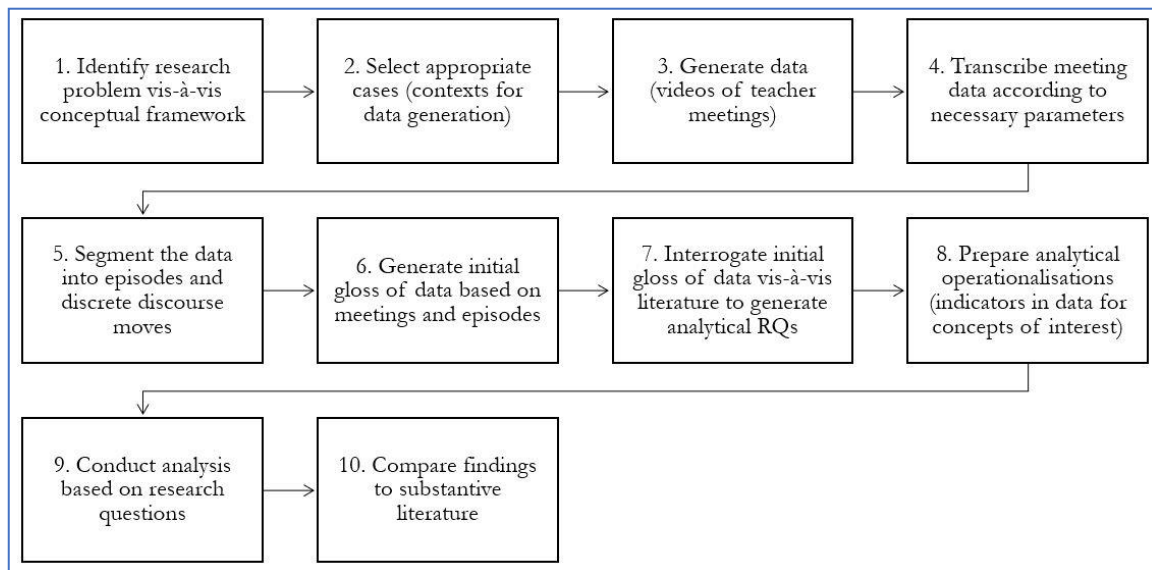 1. Identify research
problem vis-à-vis
conceptual framework
2. Select appropriate
cases (contexts for
data generation)
3. Generate data
(videos of teacher
meetings)
4. Transcribe meeting
data according to
necessary parameters
5. Segment the data
into episodes and
discrete discourse
moves
6. Generate initial
gloss of data based on
meetings and episodes
7. Interrogate initial
gloss of data vis-à-vis
literature to generate
analytical RQs
8. Prepare analytical
operationalisations
(indicators in data for
concepts of interest)
9. Conduct analysis
based on research
questions
10. Compare findings
to substantive
literature